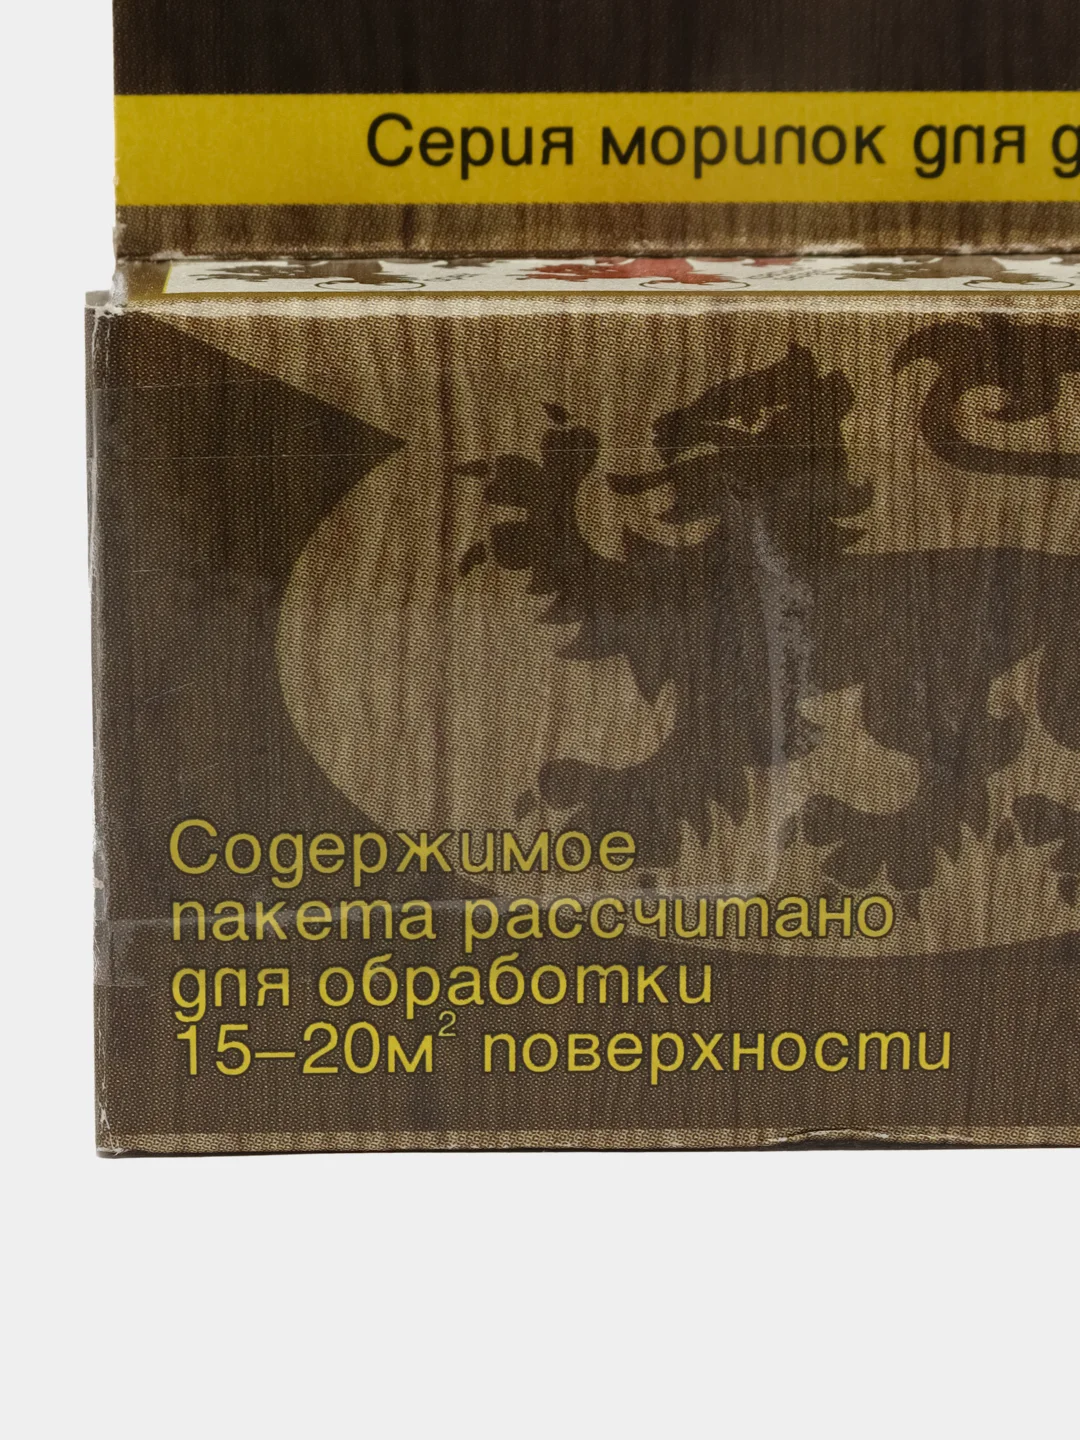 Серия морилок для
Содержимое
пакета рассчитано
для обработки
15–20м² поверхности